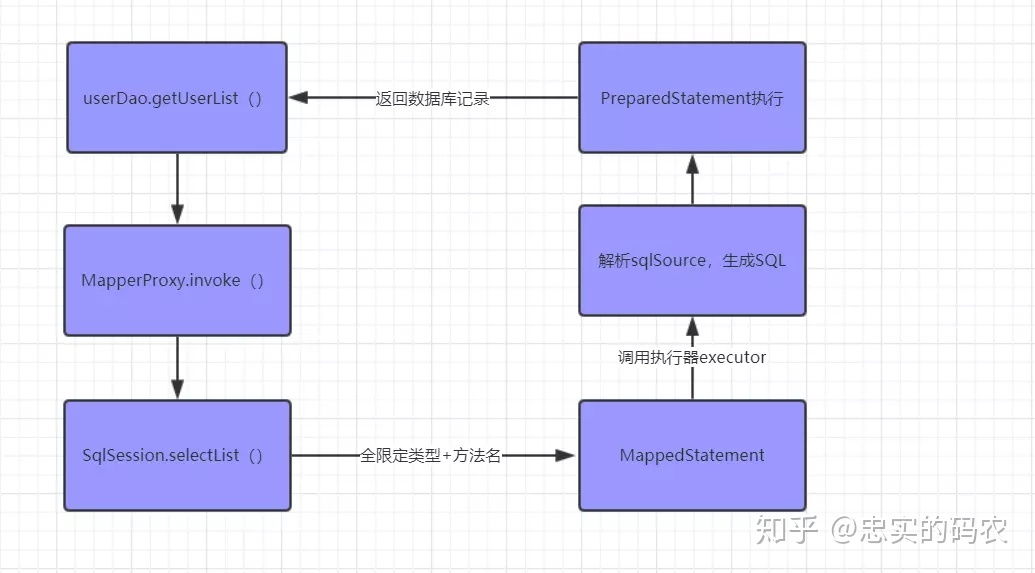 userDao.getUserList（）
返回数据库记录
PreparedStatement执行
MapperProxy.invoke（）
解析sqlSource，生成SQL
调用执行器executor
SqlSession.selectList（）
全限定类型+方法名
MappedStatement
知乎 @忠实的码农